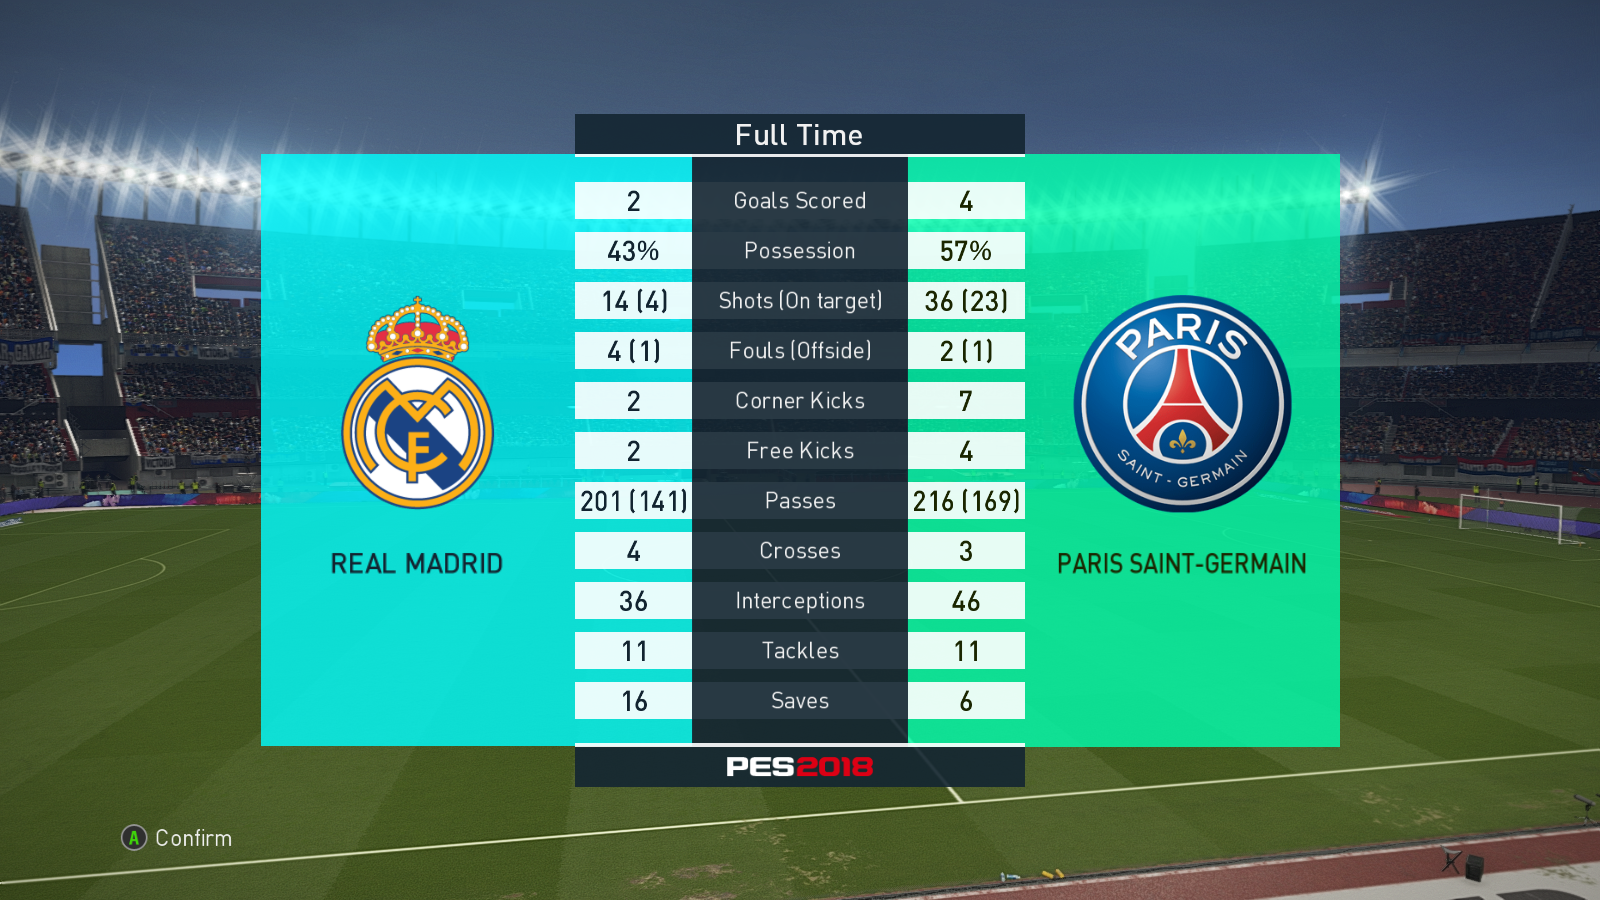 Full Time
2 Goals Scored 4
43% Possession 57%
14 (4) Shots (On target) 36 (23)
4 (1) Fouls (Offside) 2 (1)
2 Corner Kicks 7
2 Free Kicks 4
201 (141) Passes 216 (169)
4 Crosses 3
36 Interceptions 46
11 Tackles 11
16 Saves 6
PARIS
SAINT-GERMAIN
REAL MADRID
PARIS SAINT-GERMAIN
PES2018
A Confirm